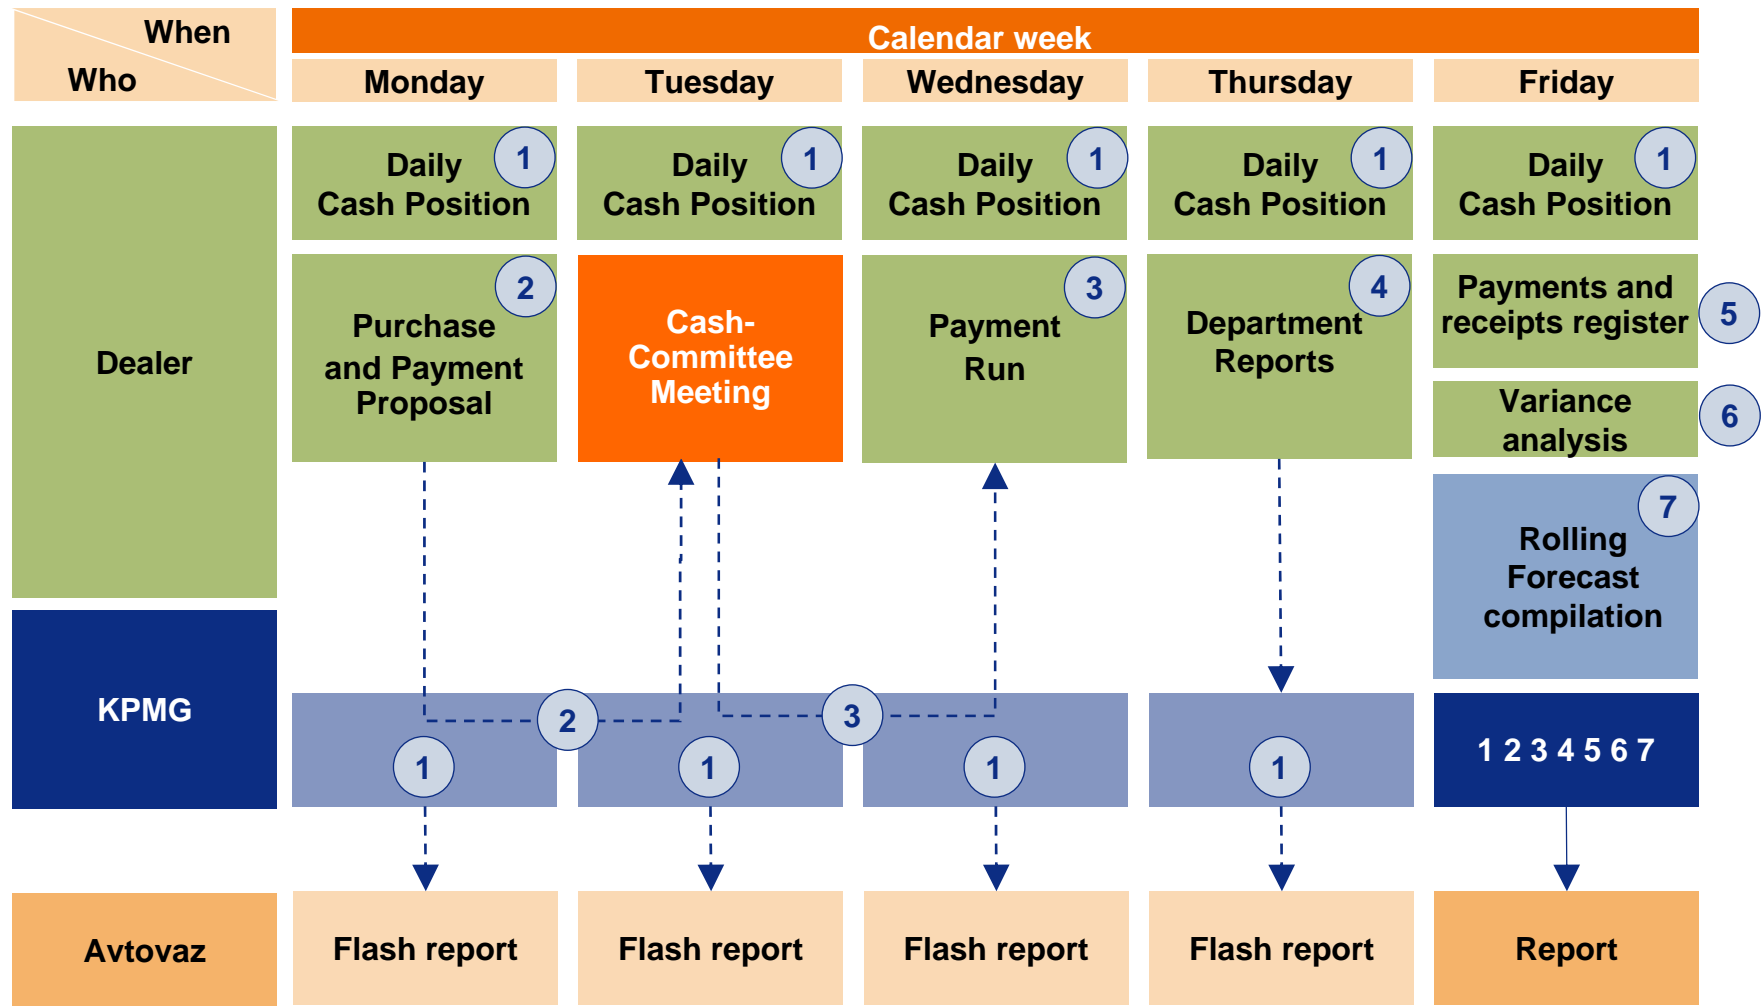 When
Who
Calendar week
Monday
Tuesday
Wednesday
Thursday
Friday
Dealer
Daily
Cash Position
1
Daily
Cash Position
1
Daily
Cash Position
1
Daily
Cash Position
1
Daily
Cash Position
1
Purchase
and Payment
Proposal
2
Cash-
Committee
Meeting
Payment
Run
3
Department
Reports
4
Payments and
receipts register
5
Variance
analysis
6
Rolling
Forecast
compilation
7
KPMG
2
3
1
1
1
1
1 2 3 4 5 6 7
Avtovaz
Flash report
Flash report
Flash report
Flash report
Report